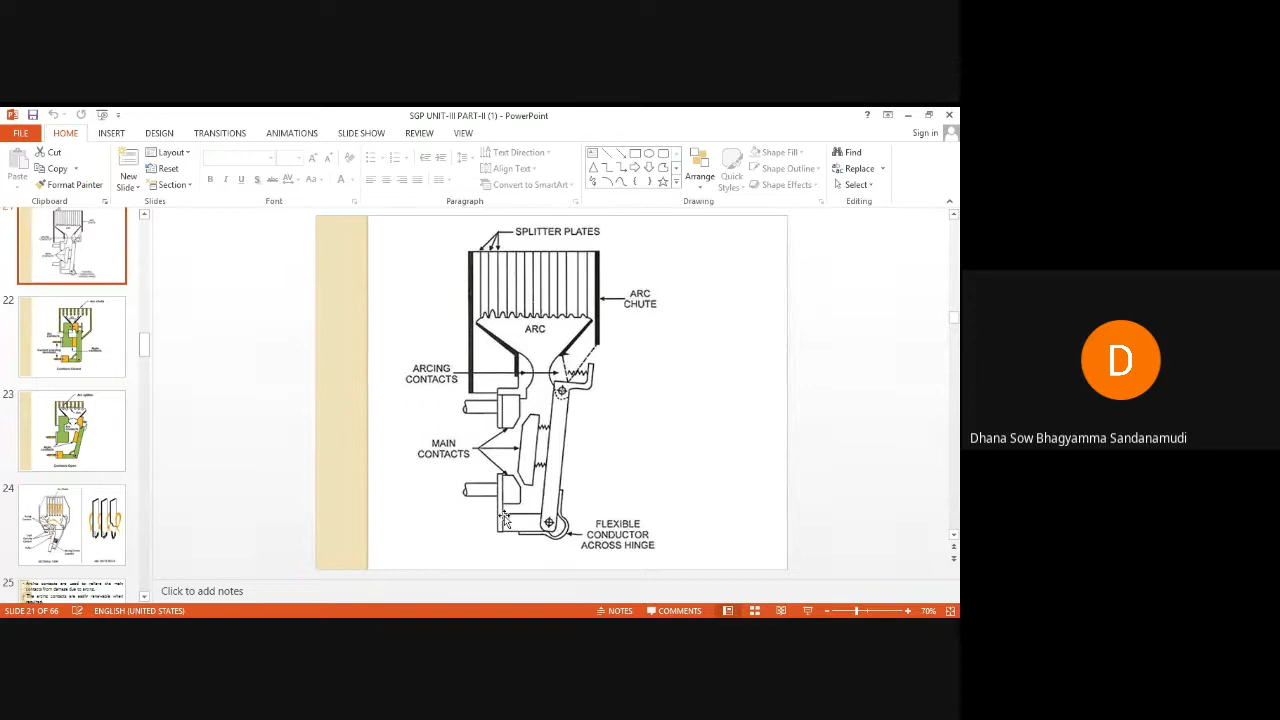 SGP UNIT-III PART-II (1) - PowerPoint
?
FILE HOME INSERT DESIGN TRANSITIONS ANIMATIONS SLIDE SHOW REVIEW VIEW
Sign in
Paste
Cut
Copy
Format Painter
Clipboard
New
Slide
Layout
Reset
Section
Slides
B I U S abc AV Aa A
Font
Text Direction
Align Text
Convert to SmartArt
Paragraph
Arrange
Quick
Styles
Shape Fill
Shape Outline
Shape Effects
Drawing
Find
Replace
Select
Editing
22
23
24
25
SPLITTER PLATES
ARC
CHUTE
ARC
ARCING
CONTACTS
MAIN
CONTACTS
FLEXIBLE
CONDUCTOR
ACROSS HINGE
Click to add notes
SLIDE 21 OF 66 ENGLISH (UNITED STATES) NOTES COMMENTS 70%
D
Dhana Sow Bhagyamma Sandanamudi